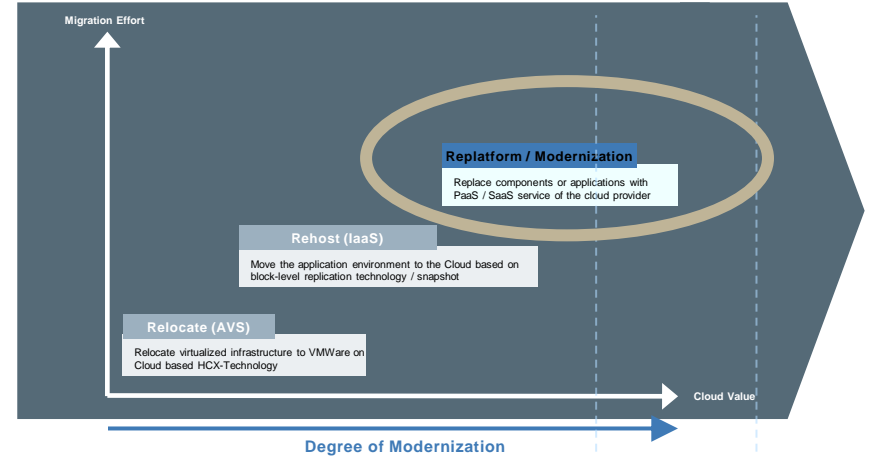 Migration Effort
Replatform / Modernization
Replace components or applications with
PaaS / SaaS service of the cloud provider
Rehost (IaaS)
Move the application environment to the Cloud based on
block-level replication technology / snapshot
Relocate (AVS)
Relocate virtualized infrastructure to VMWare on
Cloud based HCX-Technology
Cloud Value
Degree of Modernization